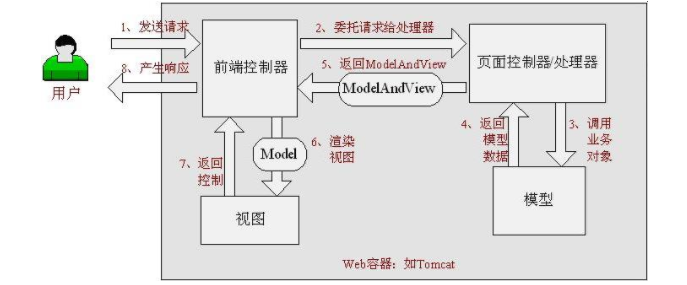 1、发送请求
2、委托请求给处理器
前端控制器
页面控制器/处理器
5、返回ModelAndView
8、产生响应
ModelAndView
用户
4、返回
模型
数据
3、调用
业务
对象
6、渲染
视图
Model
7、返回
控制
视图
模型
Web容器：如Tomcat